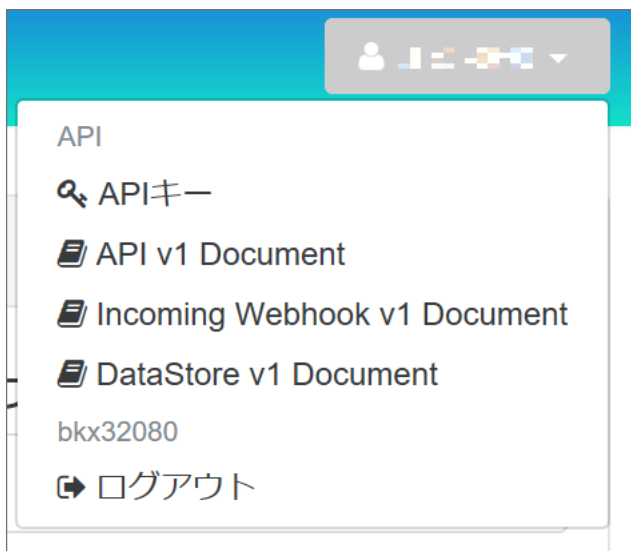 API
APIキー
API v1 Document
Incoming Webhook v1 Document
DataStore v1 Document
bkx32080
ログアウト